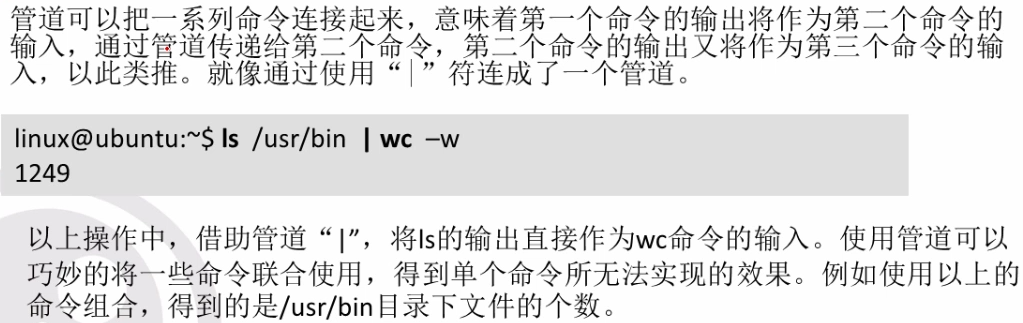 管道可以把一系列命令连接起来，意味着第一个命令的输出将作为第二个命令的
输入，通过管道传递给第二个命令，第二个命令的输出又将作为第三个命令的输
入，以此类推。就像通过使用“|”符连成了一个管道。
linux@ubuntu:~$ ls /usr/bin | wc –w
1249
以上操作中，借助管道“|”，将ls的输出直接作为wc命令的输入。使用管道可以
巧妙的将一些命令联合使用，得到单个命令所无法实现的效果。例如使用以上的
命令组合，得到的是/usr/bin目录下文件的个数。